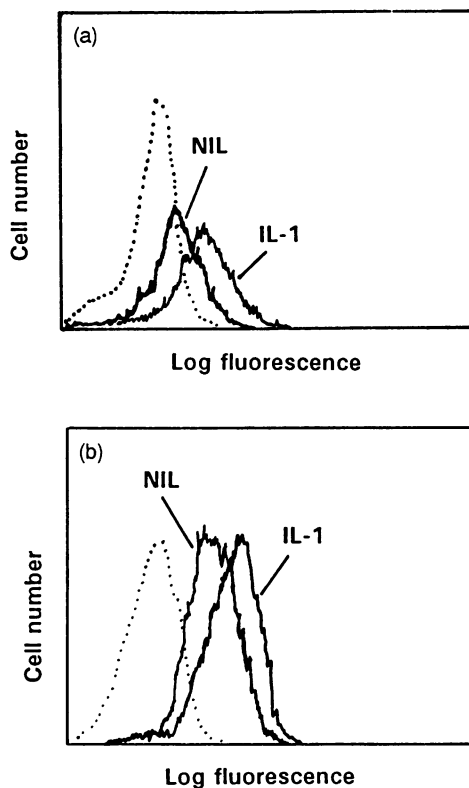 (a)
NIL
IL-1
Cell number
Log fluorescence
(b)
NIL
IL-1
Cell number
Log fluorescence